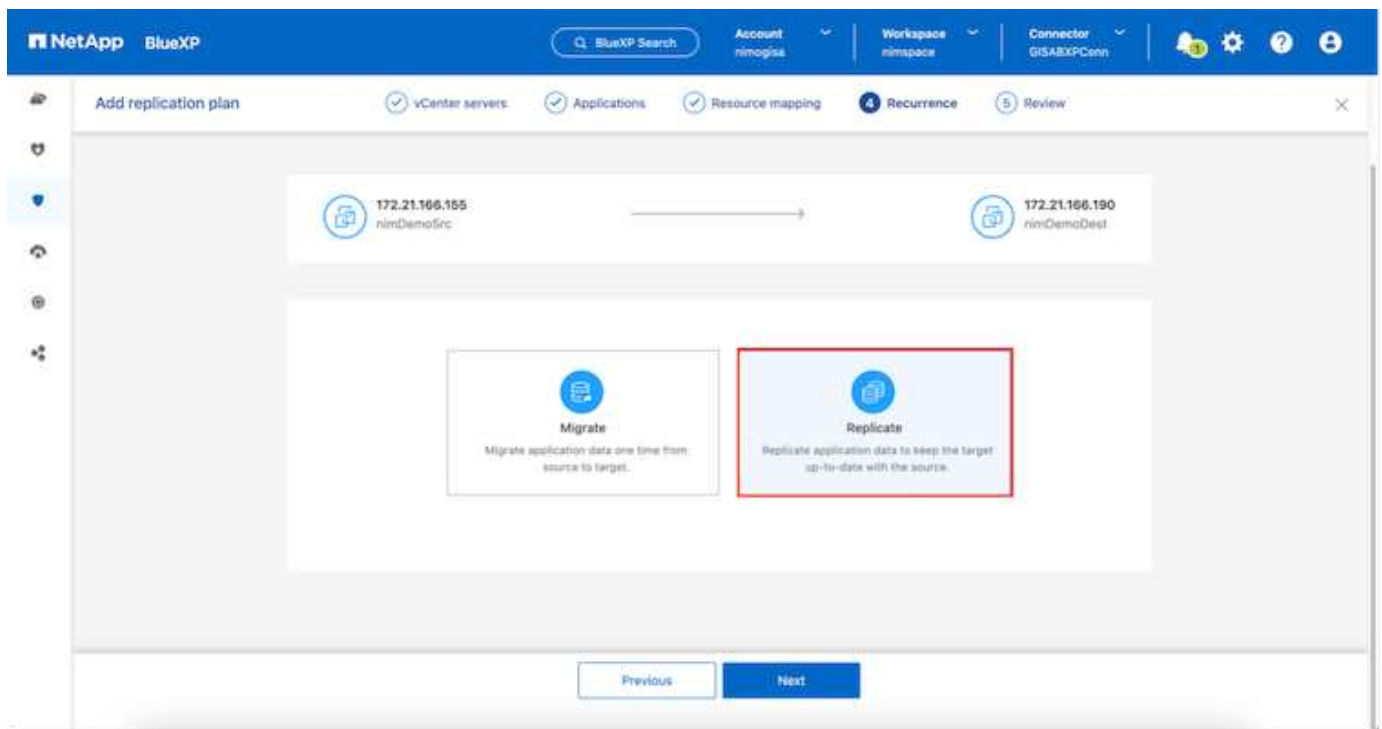 NetApp BlueXP
BlueXP Search
Account
nimogisa
Workspace
nimspace
Connector
GISABXPConn
1
Add replication plan
vCenter servers
Applications
Resource mapping
4 Recurrence
5 Review
172.21.166.155
nimDemoSrc
172.21.166.190
nimDemoDest
Migrate
Migrate application data one time from
source to target.
Replicate
Replicate application data to keep the target
up-to-date with the source.
Previous
Next